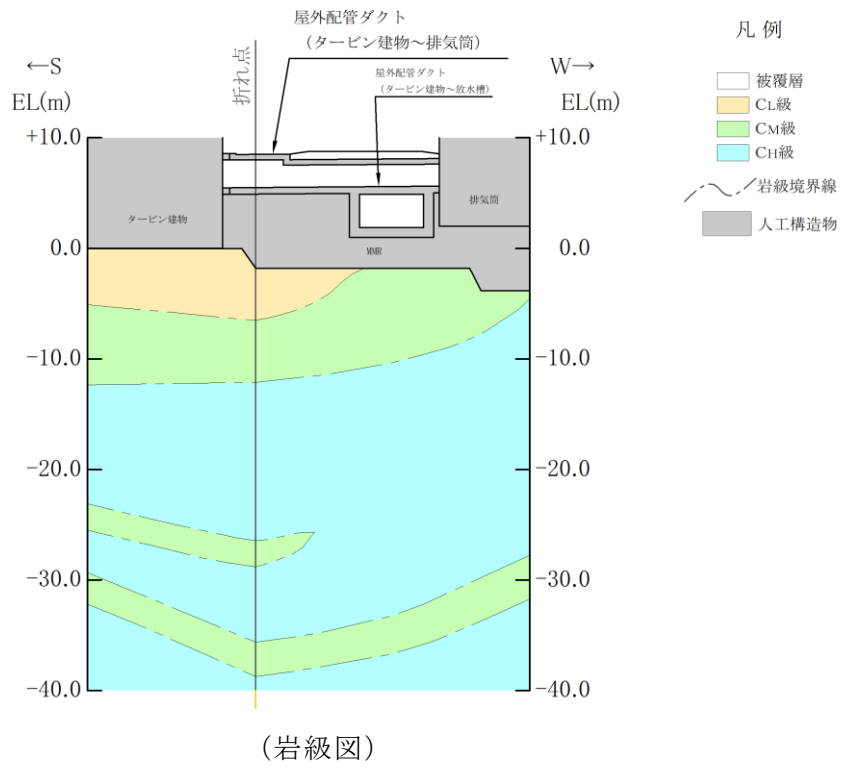 屋外配管ダクト
（タービン建物～排気筒）
屋外配管ダクト
（タービン建物～放水槽）
折れ点
←S
EL(m)
W→
EL(m)
+10.0
0.0
−10.0
−20.0
−30.0
−40.0
+10.0
0.0
−10.0
−20.0
−30.0
−40.0
タービン建物
排気筒
MMR
凡 例
被覆層
CL級
CM級
CH級
岩級境界線
人工構造物
（岩級図）